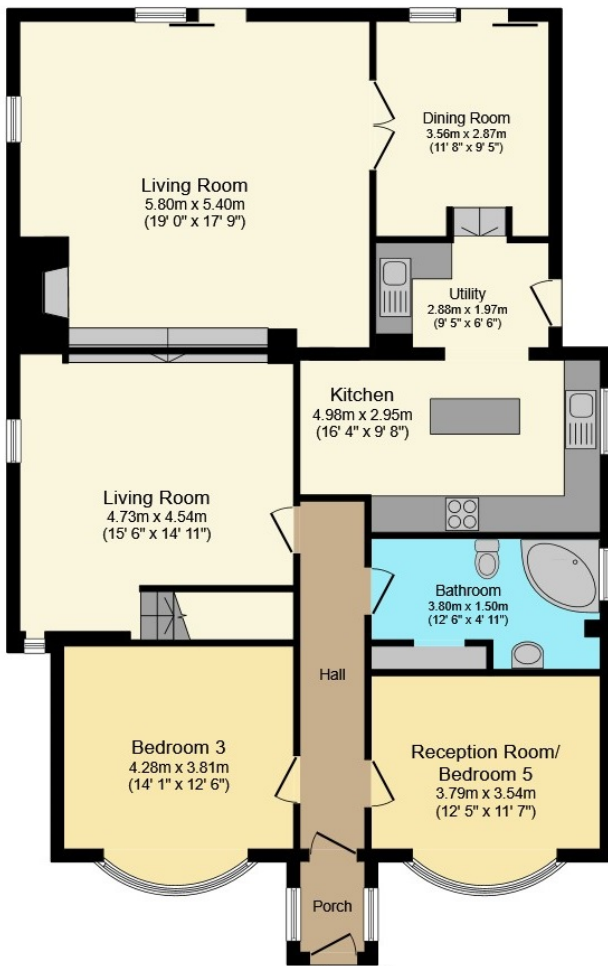 Dining Room
3.56m x 2.87m
(11' 8" x 9' 5")
Living Room
5.80m x 5.40m
(19' 0" x 17' 9")
Utility
2.88m x 1.97m
(9' 5" x 6' 6")
Kitchen
4.98m x 2.95m
(16' 4" x 9' 8")
Living Room
4.73m x 4.54m
(15' 6" x 14' 11")
Bathroom
3.80m x 1.50m
(12' 6" x 4' 11")
Hall
Bedroom 3
4.28m x 3.81m
(14' 1" x 12' 6")
Reception Room/
Bedroom 5
3.79m x 3.54m
(12' 5" x 11' 7")
Porch